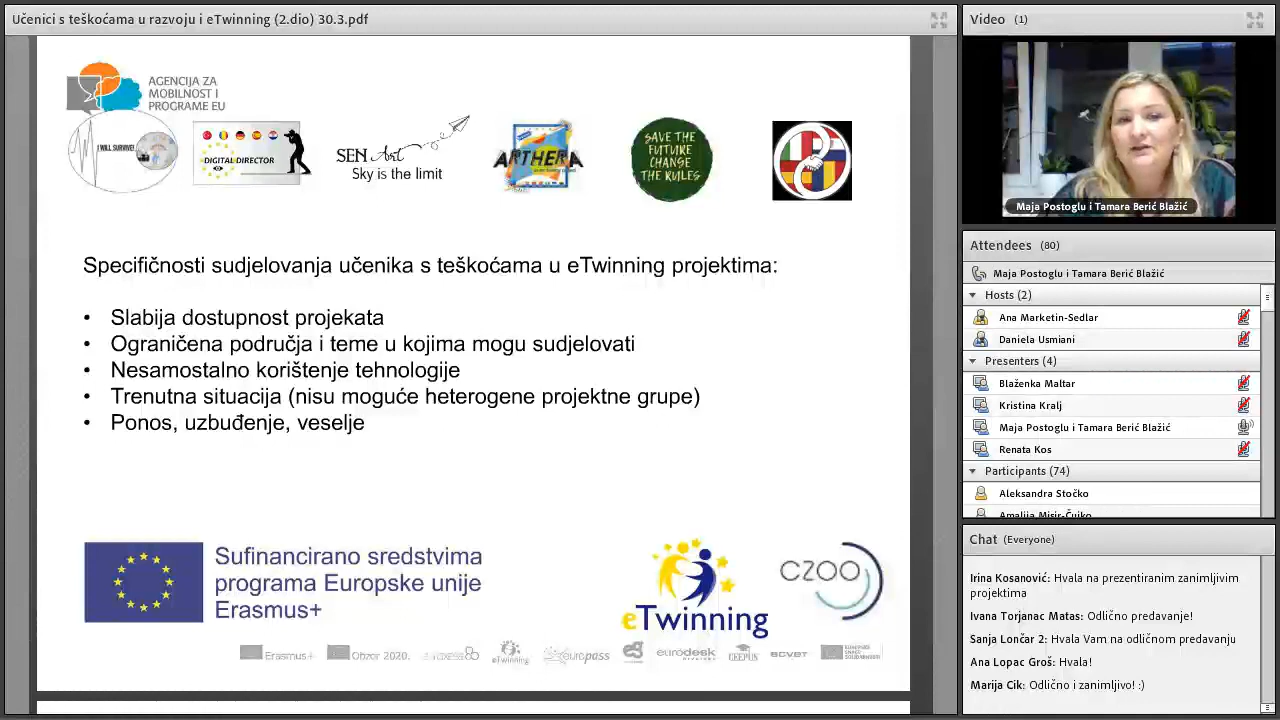 Učenici s teškoćama u razvoju i eTwinning (2.dio) 30.3.pdf
AGENCIJA ZA
MOBILNOST I
PROGRAME EU
I WILL SURVIVE!
DIGITAL DIRECTOR
SEN Art
Sky is the limit
ARTHERA
SAVE THE
FUTURE
CHANGE
THE RULES
Specifičnosti sudjelovanja učenika s teškoćama u eTwinning projektima:
• Slabija dostupnost projekata
• Ograničena područja i teme u kojima mogu sudjelovati
• Nesamostalno korištenje tehnologije
• Trenutna situacija (nisu moguće heterogene projektne grupe)
• Ponos, uzbuđenje, veselje
Sufinancirano sredstvima
programa Europske unije
Erasmus+
eTwinning
CZOO
Erasmus+
Obzor 2020.
eTwinning
europass
eurodesk
CEEPUS
ECVET
Video (1)
Maja Postoglu i Tamara Berić Blažić
Attendees (80)
Maja Postoglu i Tamara Berić Blažić
Hosts (2)
Ana Marketin-Sedlar
Daniela Usmiani
Presenters (4)
Blaženka Maltar
Kristina Kralj
Maja Postoglu i Tamara Berić Blažić
Renata Kos
Participants (74)
Aleksandra Stočko
Chat (Everyone)
Irina Kosanović: Hvala na prezentiranim zanimljivim
projektima
Ivana Torjanac Matas: Odlično predavanje!
Sanja Lončar 2: Hvala Vam na odličnom predavanju
Ana Lopac Groš: Hvala!
Marija Cik: Odlično i zanimljivo! :)